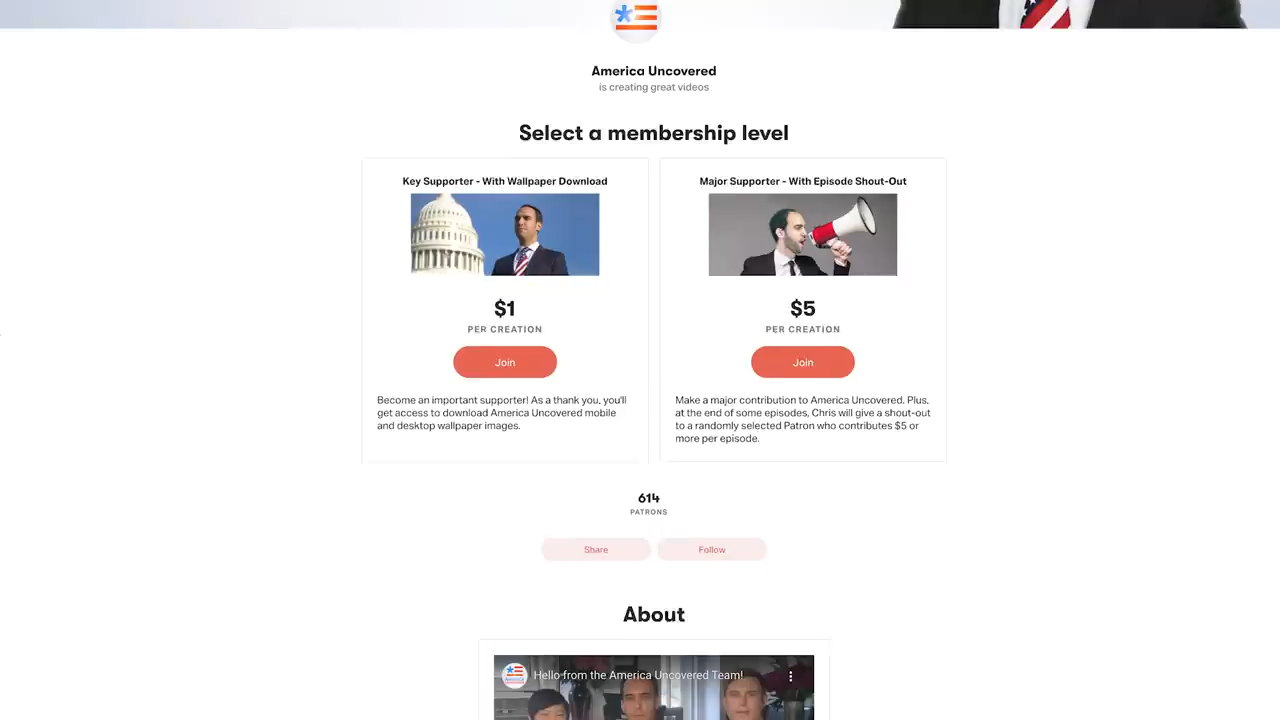 America Uncovered
is creating great videos
Select a membership level
Key Supporter - With Wallpaper Download
$1
PER CREATION
Join
Become an important supporter! As a thank you, you'll
get access to download America Uncovered mobile
and desktop wallpaper images.
Major Supporter - With Episode Shout-Out
$5
PER CREATION
Join
Make a major contribution to America Uncovered. Plus,
at the end of some episodes, Chris will give a shout-out
to a randomly selected Patron who contributes $5 or
more per episode.
614
PATRONS
Share
Follow
About
Hello from the America Uncovered Team!